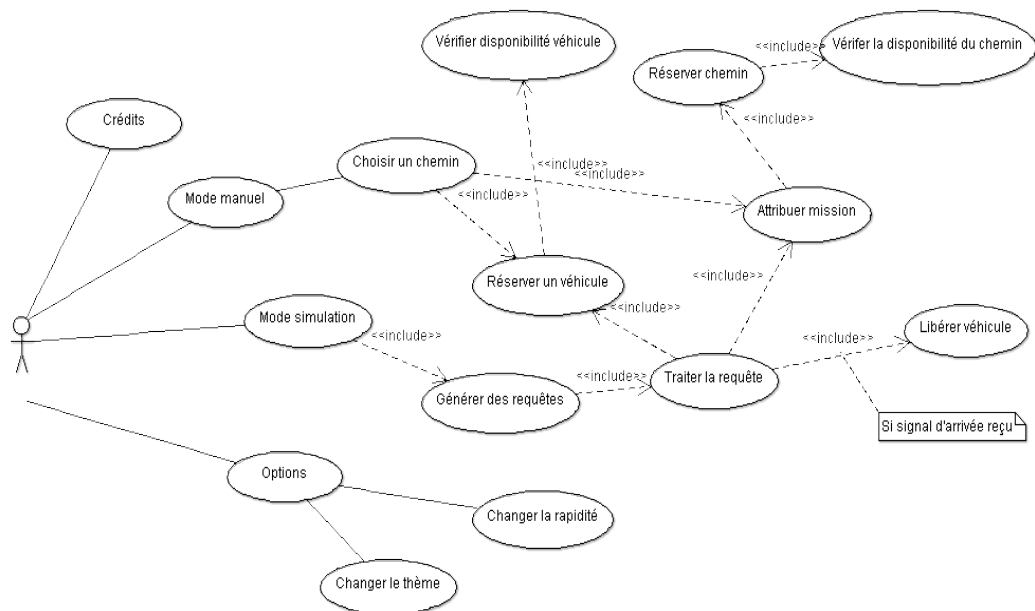 Vérifier disponibilité véhicule
<<include>>
Vérifer la disponibilité du chemin
Réserver chemin
Crédits
<<include>>
Choisir un chemin
<<include>>
<<include>>
<<include>>
Mode manuel
Attribuer mission
<<include>>
Réserver un véhicule
Mode simulation
<<include>>
<<include>>
<<include>>
Libérer véhicule
<<include>>
Traiter la requête
Générer des requêtes
Si signal d'arrivée reçu
Options
Changer la rapidité
Changer le thème